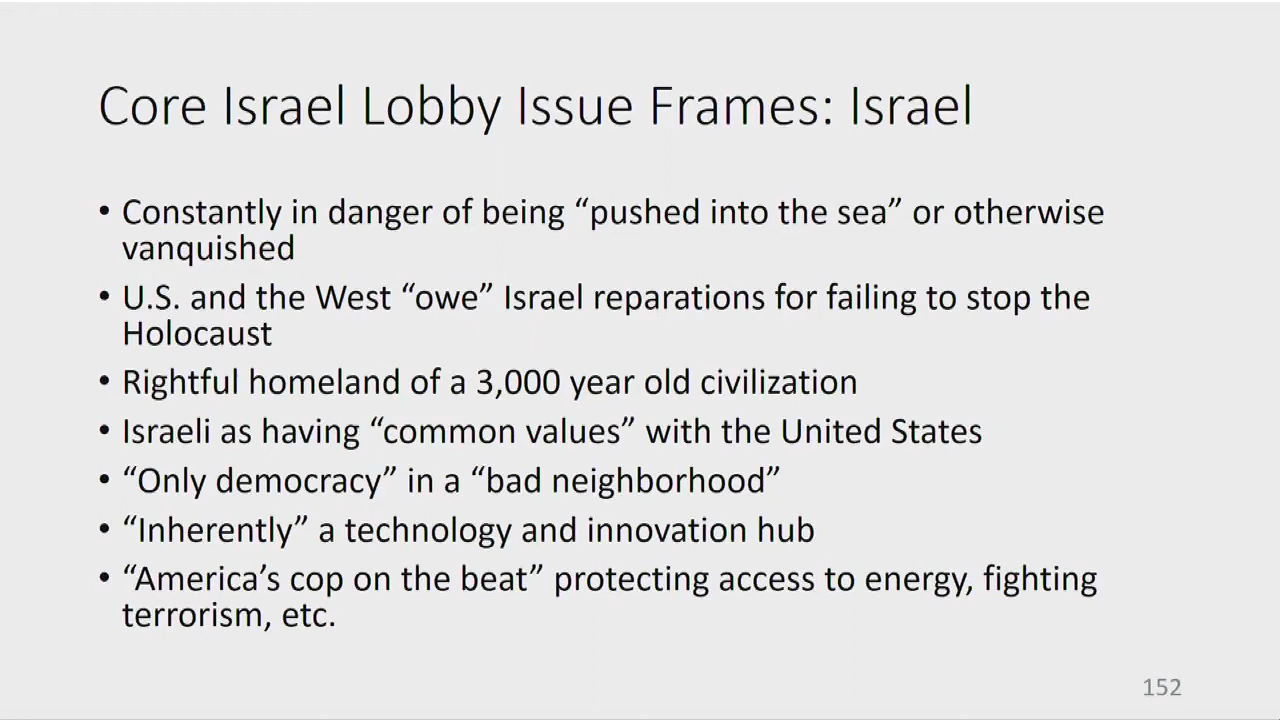 Core Israel Lobby Issue Frames: Israel
• Constantly in danger of being “pushed into the sea” or otherwise
vanquished
• U.S. and the West “owe” Israel reparations for failing to stop the
Holocaust
• Rightful homeland of a 3,000 year old civilization
• Israeli as having “common values” with the United States
• “Only democracy” in a “bad neighborhood”
• “Inherently” a technology and innovation hub
• “America’s cop on the beat” protecting access to energy, fighting
terrorism, etc.
152